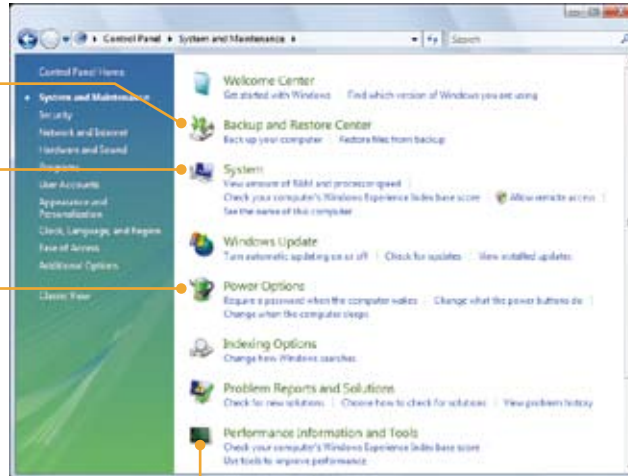 Control Panel ▸ System and Maintenance ▸
Search
Control Panel Home
System and Maintenance
Security
Network and Internet
Hardware and Sound
Programs
User Accounts
Appearance and
Personalization
Clock, Language, and Region
Ease of Access
Additional Options
Classic View
Welcome Center
Get started with Windows | Find which version of Windows you are using
Backup and Restore Center
Back up your computer | Restore files from backup
System
View amount of RAM and processor speed |
Check your computer's Windows Experience Index base score | Allow remote access |
See the name of this computer
Windows Update
Turn automatic updating on or off | Check for updates | View installed updates
Power Options
Require a password when the computer wakes | Change what the power buttons do |
Change when the computer sleeps
Indexing Options
Change how Windows searches
Problem Reports and Solutions
Check for new solutions | Choose how to check for solutions | View problem history
Performance Information and Tools
Check your computer's Windows Experience Index base score
Use tools to improve performance